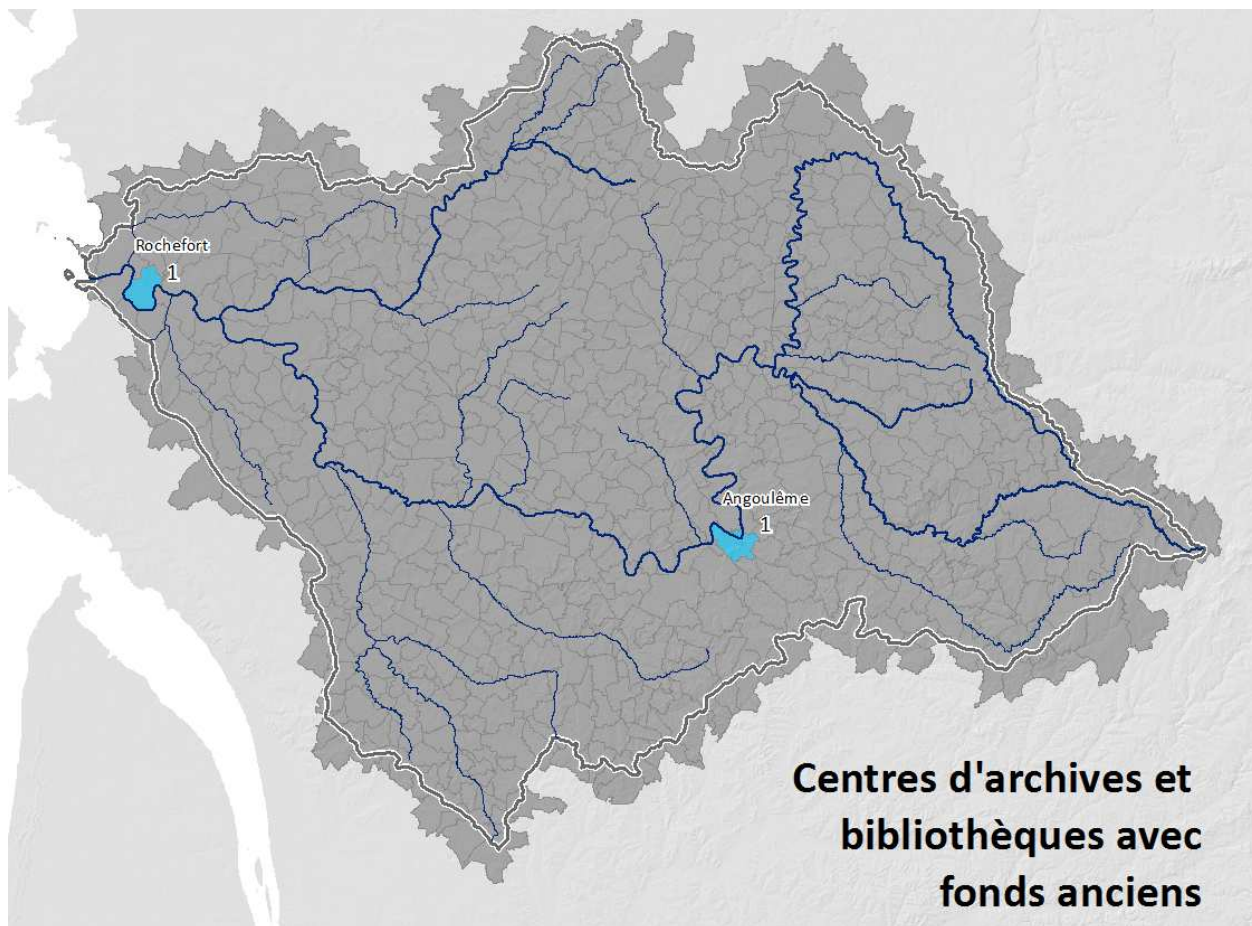 Rochefort
1
Angoulême
1
Centres d'archives et
bibliothèques avec
fonds anciens